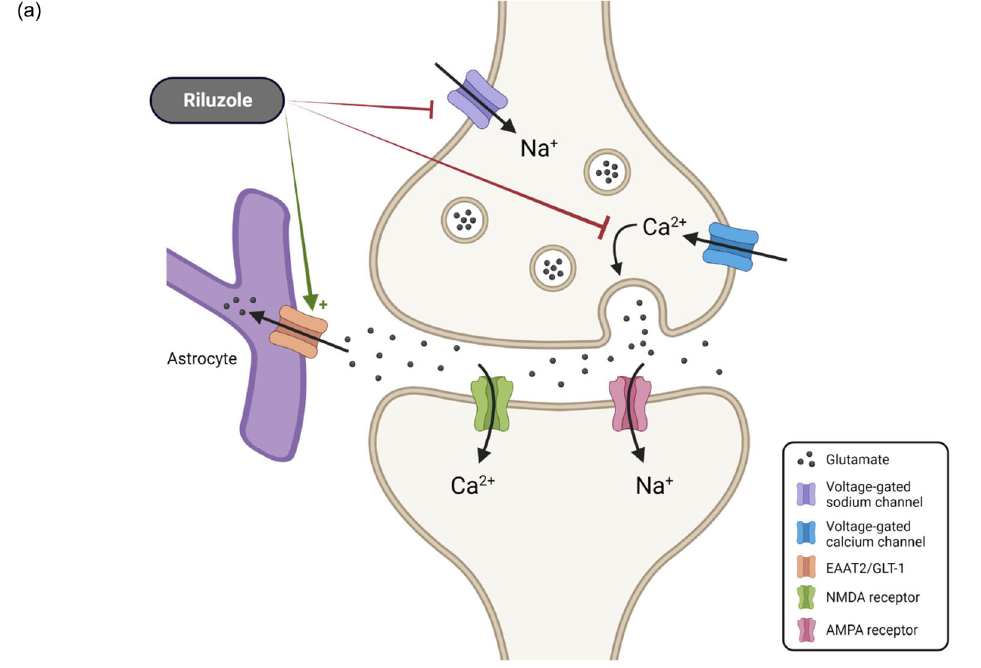 (a)
Riluzole
Na⁺
Ca²⁺
+
Astrocyte
Ca²⁺
Na⁺
Glutamate
Voltage-gated
sodium channel
Voltage-gated
calcium channel
EAAT2/GLT-1
NMDA receptor
AMPA receptor